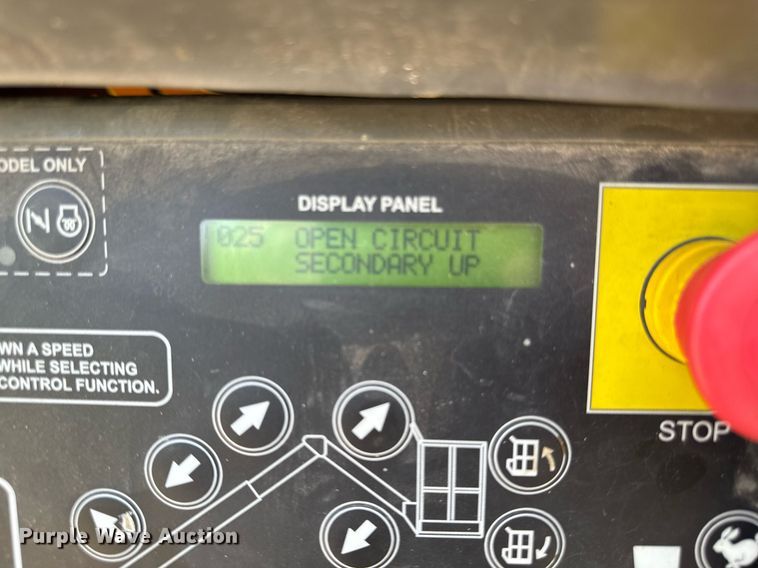 ODEL ONLY
DISPLAY PANEL
025 OPEN CIRCUIT
SECONDARY UP
WN A SPEED
WHILE SELECTING
CONTROL FUNCTION.
STOP
Purple Wave Auction